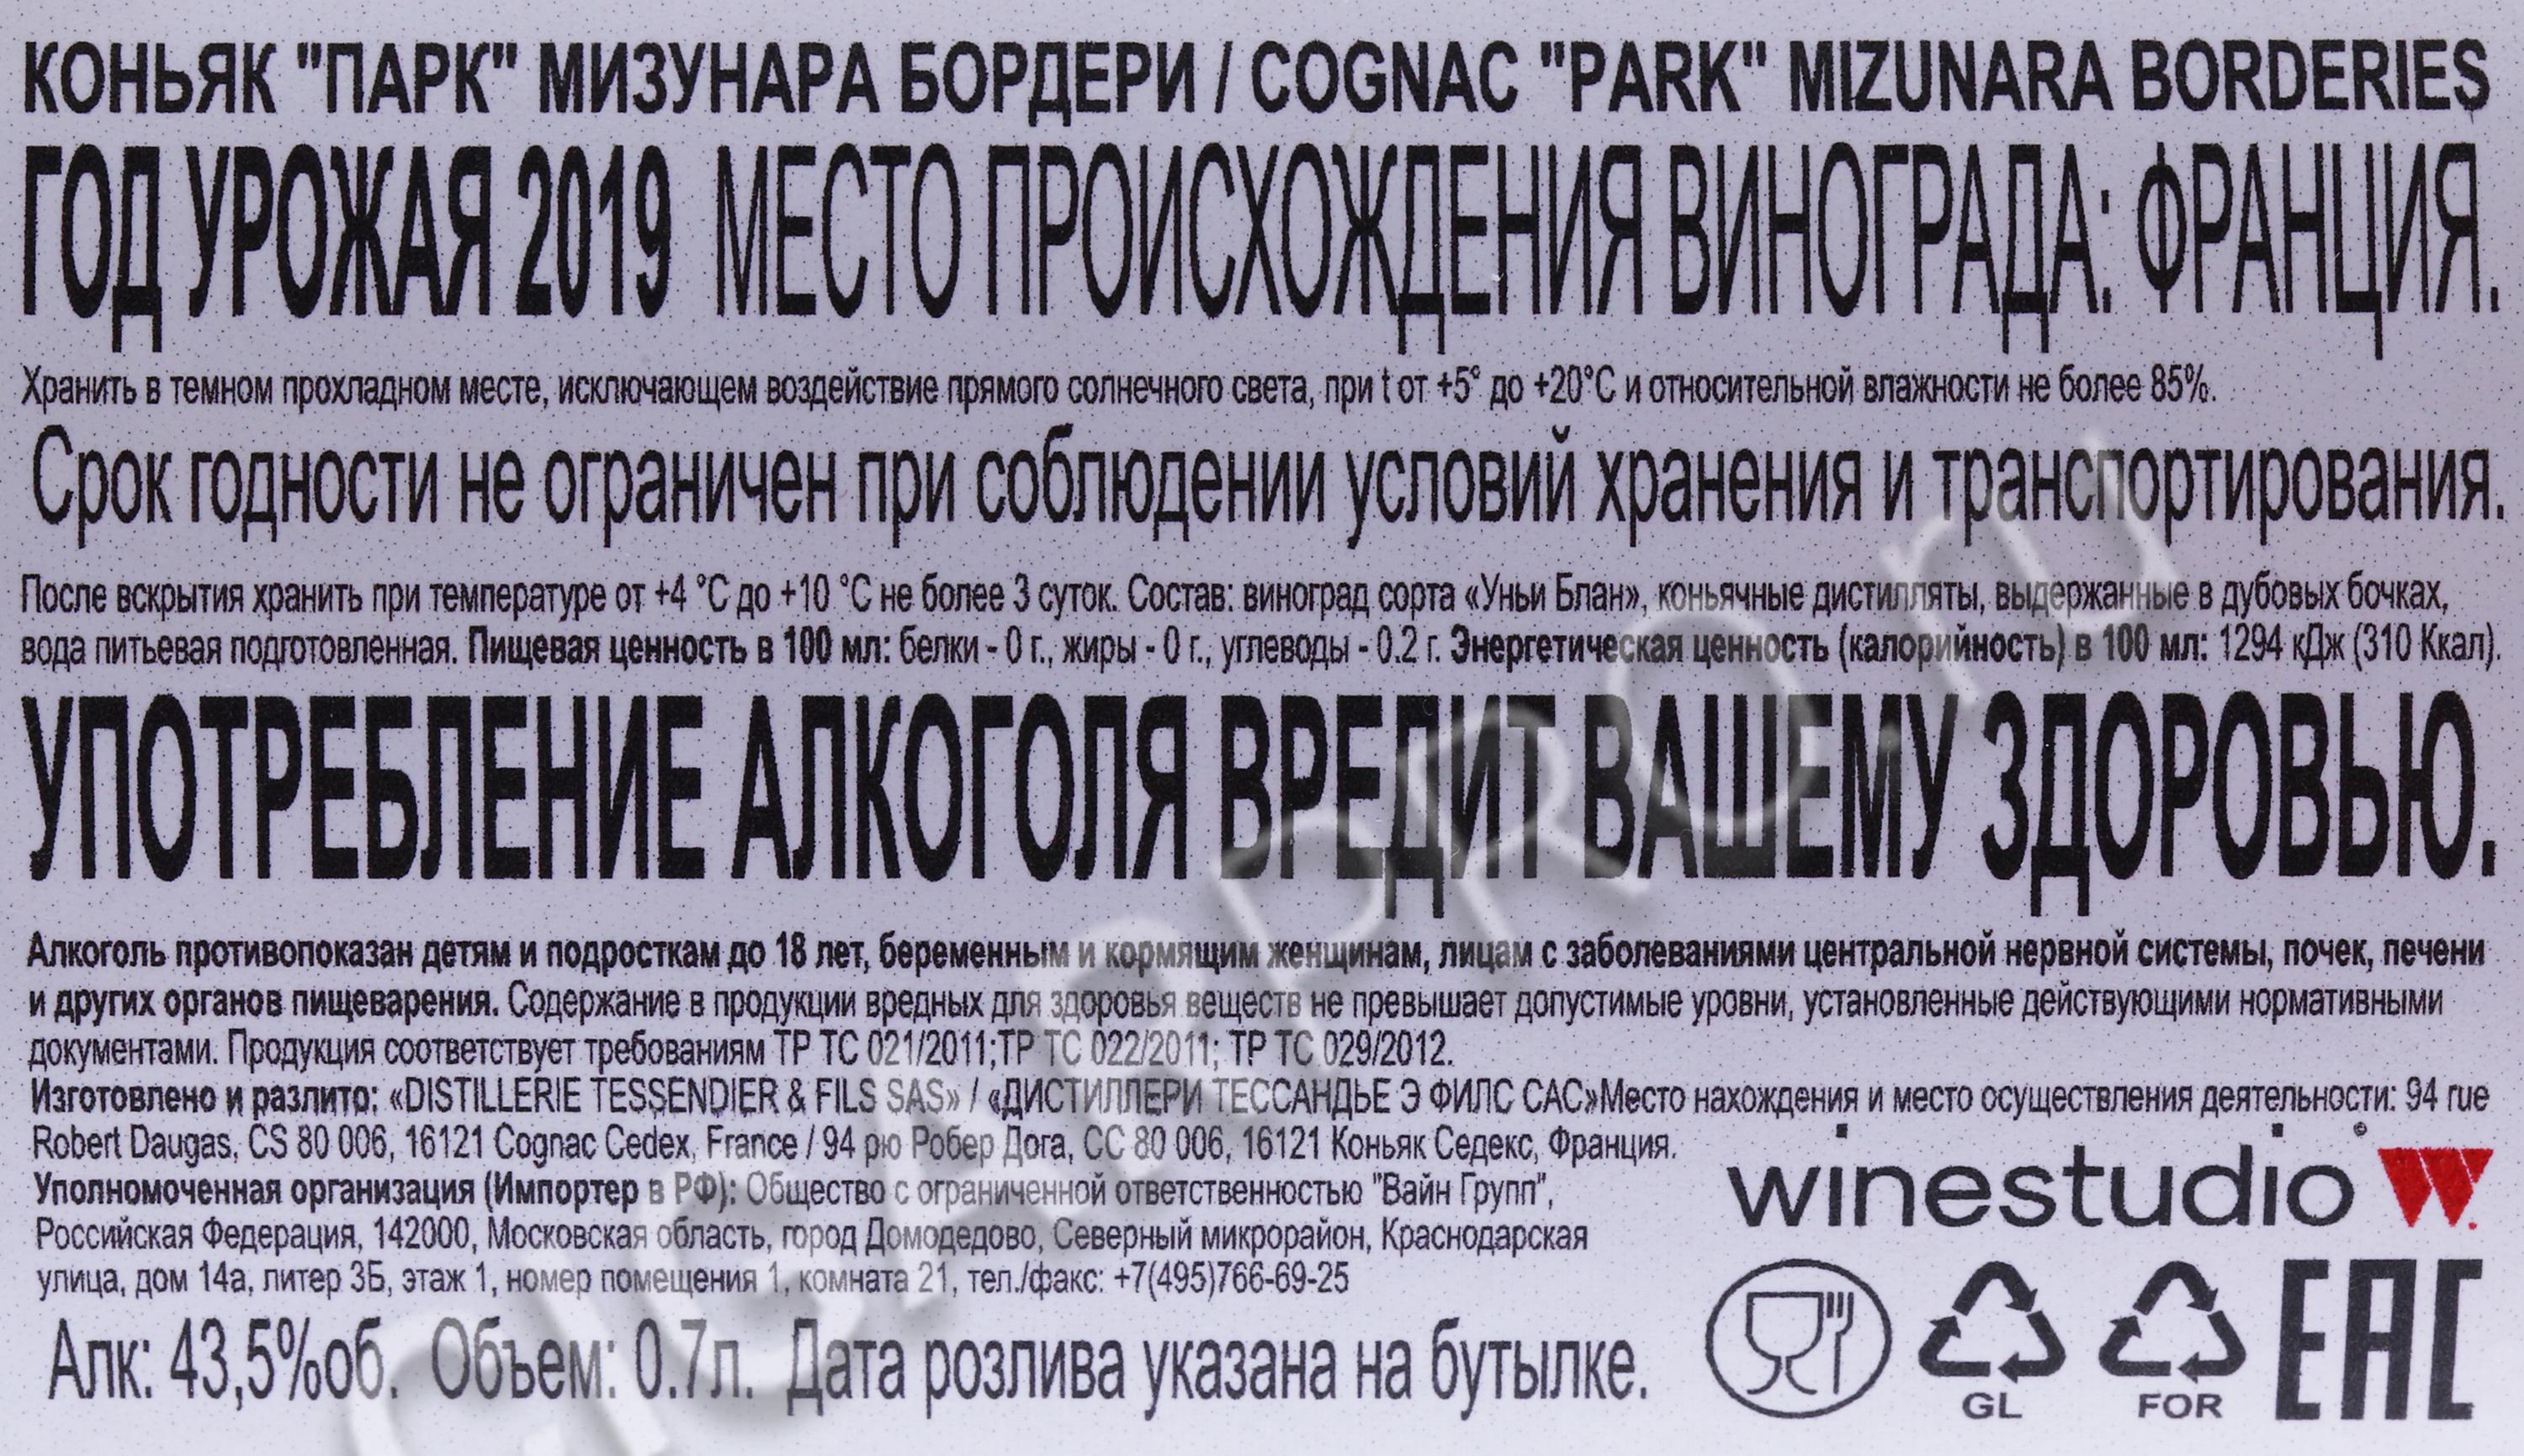 КОНЬЯК "ПАРК" МИЗУНАРА БОРДЕРИ / COGNAC "PARK" MIZUNARA BORDERIES
ГОД УРОЖАЯ 2019 МЕСТО ПРОИСХОЖДЕНИЯ ВИНОГРАДА: ФРАНЦИЯ.
Хранить в темном прохладном месте, исключающем воздействие прямого солнечного света, при t от +5° до +20°С и относительной влажности не более 85%.
Срок годности не ограничен при соблюдении условий хранения и транспортирования.
После вскрытия хранить при температуре от +4 °С до +10 °С не более 3 суток. Состав: виноград сорта «Уньи Блан», коньячные дистилляты, выдержанные в дубовых бочках,
вода питьевая подготовленная. Пищевая ценность в 100 мл: белки - 0 г., жиры - 0 г., углеводы - 0.2 г. Энергетическая ценность (калорийность) в 100 мл: 1294 кДж (310 Ккал).
УПОТРЕБЛЕНИЕ АЛКОГОЛЯ ВРЕДИТ ВАШЕМУ ЗДОРОВЬЮ.
Алкоголь противопоказан детям и подросткам до 18 лет, беременным и кормящим женщинам, лицам с заболеваниями центральной нервной системы, почек, печени
и других органов пищеварения. Содержание в продукции вредных для здоровья веществ не превышает допустимые уровни, установленные действующими нормативными
документами. Продукция соответствует требованиям ТР ТС 021/2011;ТР ТС 022/2011; ТР ТС 029/2012.
Изготовлено и разлито: «DISTILLERIE TESSENDIER & FILS SAS» / «ДИСТИЛЛЕРИ ТЕССАНДЬЕ Э ФИЛС САС»Место нахождения и место осуществления деятельности: 94 rue
Robert Daugas, CS 80 006, 16121 Cognac Cedex, France / 94 рю Робер Дога, СС 80 006, 16121 Коньяк Седекс, Франция.
Уполномоченная организация (Импортер в РФ): Общество с ограниченной ответственностью "Вайн Групп",
Российская Федерация, 142000, Московская область, город Домодедово, Северный микрорайон, Краснодарская
улица, дом 14а, литер 3Б, этаж 1, номер помещения 1, комната 21, тел./факс: +7(495)766-69-25
Алк: 43,5%об. Объем: 0.7л. Дата розлива указана на бутылке.
winestudio W.
GL FOR EAC
CIGARPRO.ru